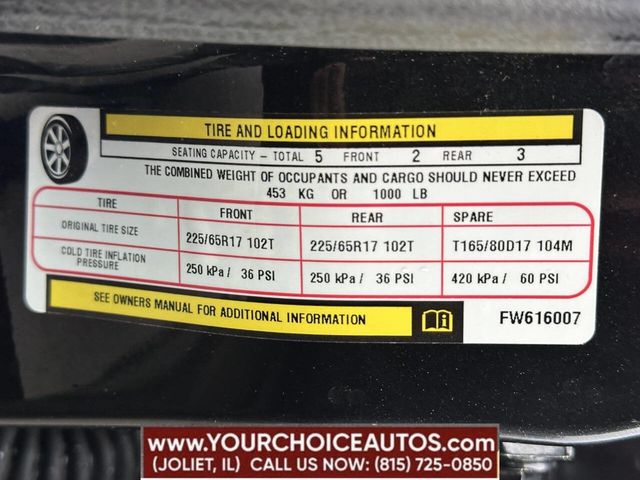 TIRE AND LOADING INFORMATION
SEATING CAPACITY – TOTAL 5 FRONT 2 REAR 3
THE COMBINED WEIGHT OF OCCUPANTS AND CARGO SHOULD NEVER EXCEED
453 KG OR 1000 LB
TIRE FRONT REAR SPARE
ORIGINAL TIRE SIZE 225/65R17 102T 225/65R17 102T T165/80D17 104M
COLD TIRE INFLATION
PRESSURE 250 kPa / 36 PSI 250 kPa / 36 PSI 420 kPa / 60 PSI
SEE OWNERS MANUAL FOR ADDITIONAL INFORMATION
FW616007
WWW.YOURCHOICEAUTOS.COM
(JOLIET, IL) CALL US NOW: (815) 725-0850